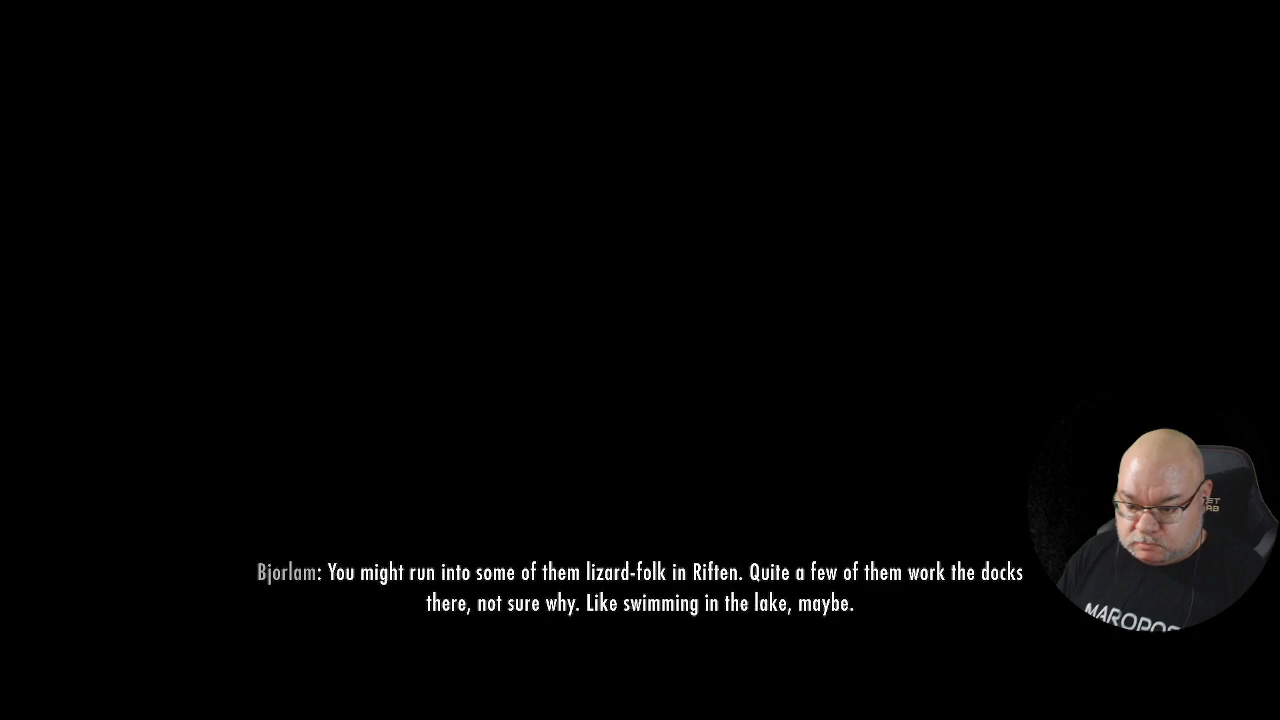 Bjorlam: You might run into some of them lizard-folk in Riften. Quite a few of them work the docks
there, not sure why. Like swimming in the lake, maybe.
MAROPOS